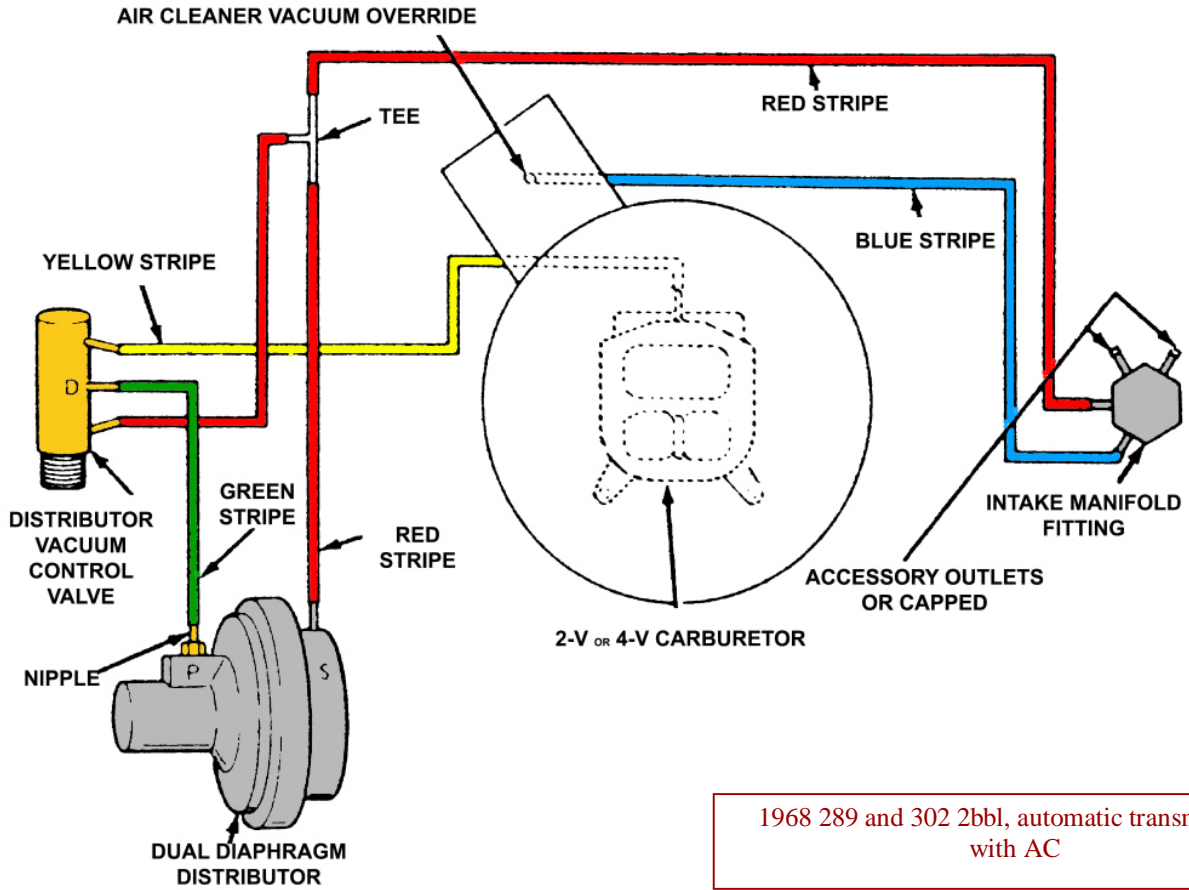 AIR CLEANER VACUUM OVERRIDE
RED STRIPE
TEE
BLUE STRIPE
YELLOW STRIPE
D
GREEN
STRIPE
RED
STRIPE
DISTRIBUTOR
VACUUM
CONTROL
VALVE
INTAKE MANIFOLD
FITTING
ACCESSORY OUTLETS
OR CAPPED
2-V OR 4-V CARBURETOR
NIPPLE
P
S
DUAL DIAPHRAGM
DISTRIBUTOR
1968 289 and 302 2bbl, automatic
with AC